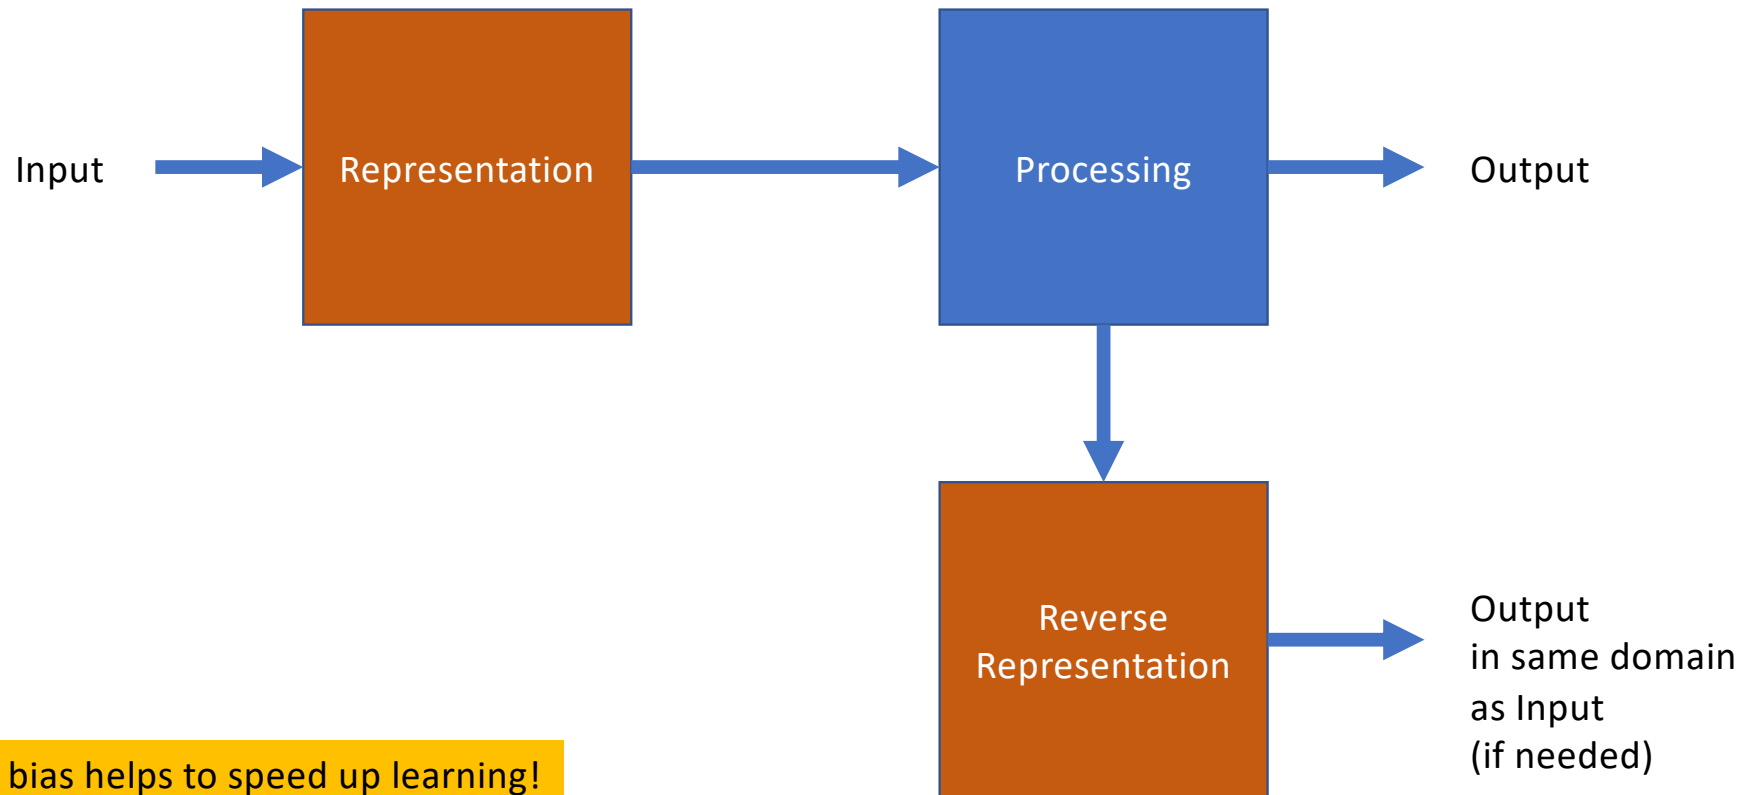 Input
Representation
Processing
Output
Reverse
Representation
Output
in same domain
as Input
(if needed)
bias helps to speed up learning!